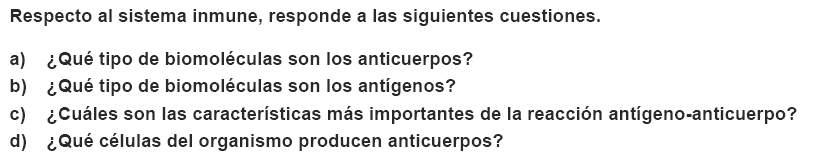 Respecto al sistema inmune, responde a las siguientes cuestiones.
a) ¿Qué tipo de biomoléculas son los anticuerpos?
b) ¿Qué tipo de biomoléculas son los antígenos?
c) ¿Cuáles son las características más importantes de la reacción antígeno-anticuerpo?
d) ¿Qué células del organismo producen anticuerpos?